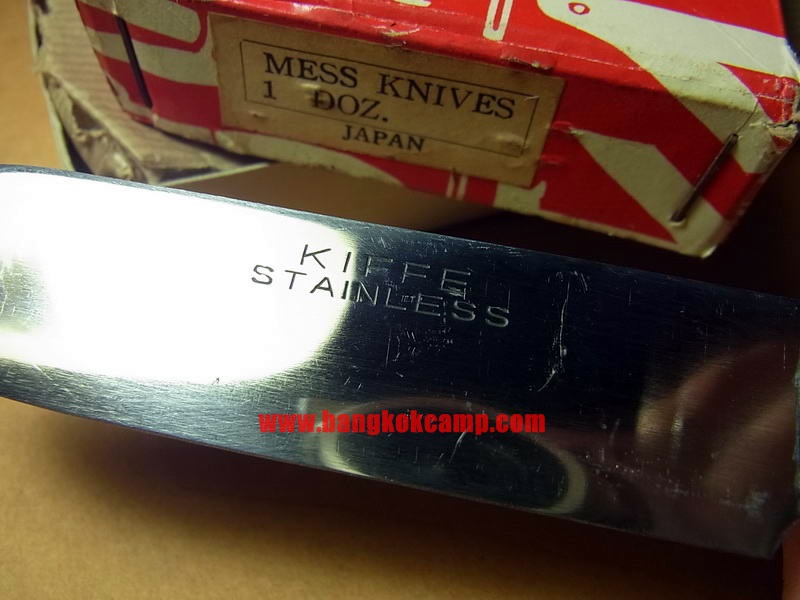 MESS KNIVES
1 DOZ.
JAPAN
KIFFE
STAINLESS
www.bangkokcamp.com